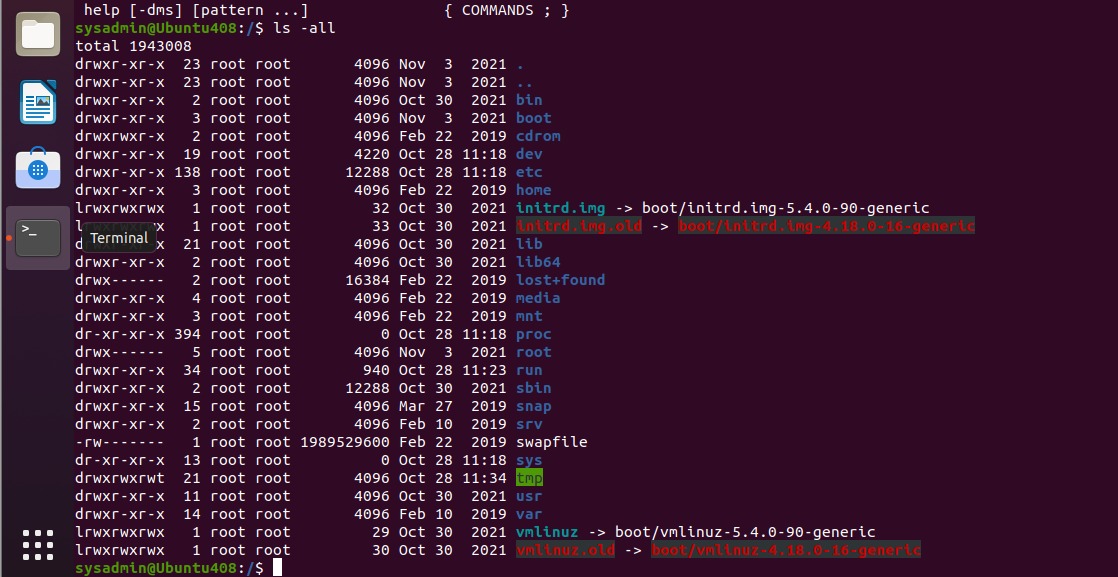 help [-dms] [pattern ...]                { COMMANDS ; }
sysadmin@Ubuntu408:/$ ls -all
total 1943008
drwxr-xr-x  23 root root       4096 Nov  3  2021 .
drwxr-xr-x  23 root root       4096 Nov  3  2021 ..
drwxr-xr-x   2 root root       4096 Oct 30  2021 bin
drwxr-xr-x   3 root root       4096 Nov  3  2021 boot
drwxrwxr-x   2 root root       4096 Feb 22  2019 cdrom
drwxr-xr-x  19 root root       4220 Oct 28 11:18 dev
drwxr-xr-x 138 root root      12288 Oct 28 11:18 etc
drwxr-xr-x   3 root root       4096 Feb 22  2019 home
lrwxrwxrwx   1 root root         32 Oct 30  2021 initrd.img -> boot/initrd.img-5.4.0-90-generic
lrwxrwxrwx   1 root root         33 Oct 30  2021 initrd.img.old -> boot/initrd.img-4.18.0-16-generic
Terminal
21 root root       4096 Oct 30  2021 lib
drwxr-xr-x   2 root root       4096 Oct 30  2021 lib64
drwx------   2 root root      16384 Feb 22  2019 lost+found
drwxr-xr-x   4 root root       4096 Feb 22  2019 media
drwxr-xr-x   3 root root       4096 Feb 22  2019 mnt
dr-xr-xr-x 394 root root          0 Oct 28 11:18 proc
drwx------   5 root root       4096 Nov  3  2021 root
drwxr-xr-x  34 root root        940 Oct 28 11:23 run
drwxr-xr-x   2 root root      12288 Oct 30  2021 sbin
drwxr-xr-x  15 root root       4096 Mar 27  2019 snap
drwxr-xr-x   2 root root       4096 Feb 10  2019 srv
-rw-------   1 root root 1989529600 Feb 22  2019 swapfile
dr-xr-xr-x  13 root root          0 Oct 28 11:18 sys
drwxrwxrwt  21 root root       4096 Oct 28 11:34 tmp
drwxr-xr-x  11 root root       4096 Oct 30  2021 usr
drwxr-xr-x  14 root root       4096 Feb 10  2019 var
lrwxrwxrwx   1 root root         29 Oct 30  2021 vmlinuz -> boot/vmlinuz-5.4.0-90-generic
lrwxrwxrwx   1 root root         30 Oct 30  2021 vmlinuz.old -> boot/vmlinuz-4.18.0-16-generic
sysadmin@Ubuntu408:/$